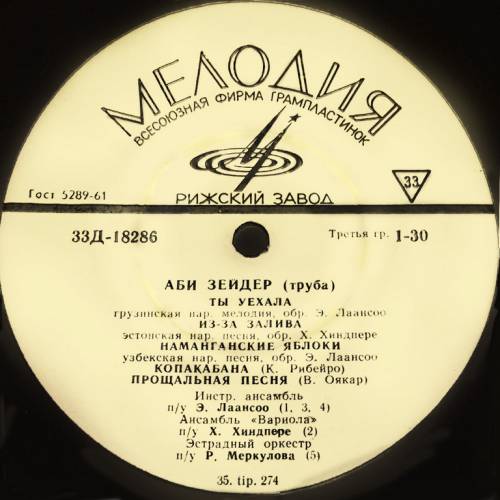 МЕЛОДИЯ
ВСЕСОЮЗНАЯ ФИРМА ГРАМПЛАСТИНОК
Гост 5289-61
РИЖСКИЙ ЗАВОД
33
33Д-18286
Третья гр. 1-30
АБИ ЗЕЙДЕР (труба)
ТЫ УЕХАЛА
грузинская нар. мелодия, обр. Э. Лаансоо
ИЗ-ЗА ЗАЛИВА
эстонская нар. песня, обр. Х. Хиндпере
НАМАНГАНСКИЕ ЯБЛОКИ
узбекская нар. песня, обр. Э. Лаансоо
КОПАКАБАНА (К. Рибейро)
ПРОЩАЛЬНАЯ ПЕСНЯ (В. Оякар)
Инстр. ансамбль
п/у Э. Лаансоо (1, 3, 4)
Ансамбль «Вариола»
п/у Х. Хиндпере (2)
Эстрадный оркестр
п/у Р. Меркулова (5)
35. tip. 274